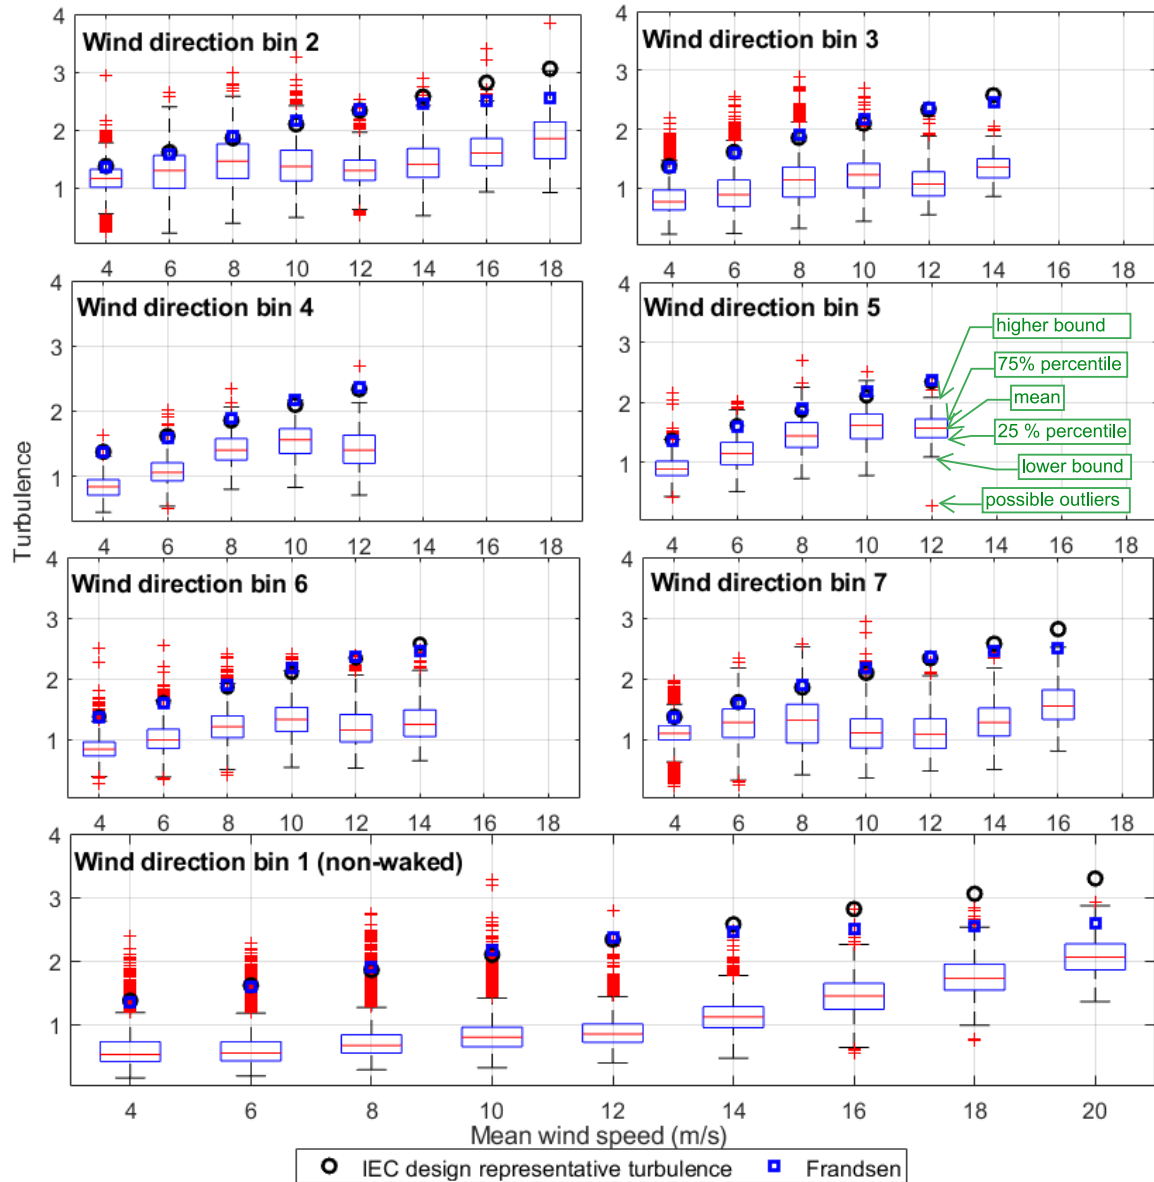 4
Wind direction bin 2
3
2
1
4 6 8 10 12 14 16 18
4
Wind direction bin 3
3
2
1
4 6 8 10 12 14 16 18
4
Wind direction bin 4
3
2
1
4 6 8 10 12 14 16 18
4
Wind direction bin 5
3
2
1
4 6 8 10 12 14 16 18
higher bound
75% percentile
mean
25 % percentile
lower bound
possible outliers
Turbulence
4
Wind direction bin 6
3
2
1
4 6 8 10 12 14 16 18
4
Wind direction bin 7
3
2
1
4 6 8 10 12 14 16 18
4
Wind direction bin 1 (non-waked)
3
2
1
4 6 8 10 12 14 16 18 20
Mean wind speed (m/s)
IEC design representative turbulence Frandsen